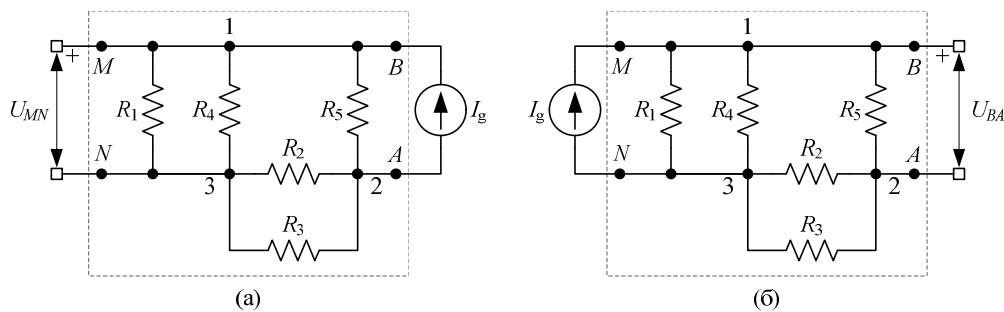 1
1
+
+
M
B
M
B
U_MN
R_1
R_4
R_5
I_g
I_g
R_1
R_4
R_5
U_BA
N
R_2
A
N
R_2
A
3
2
3
2
R_3
R_3
(а)
(б)